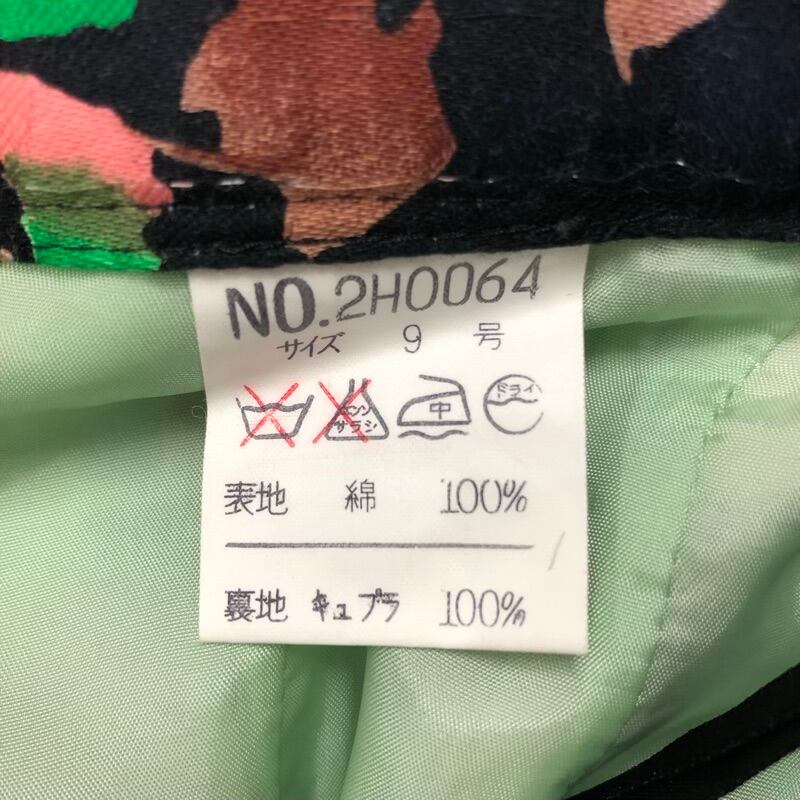 NO.2H0064
サイズ 9 号
エンソ サラシ 中 ドライ
表地 綿 100%
裏地 キュプラ 100%